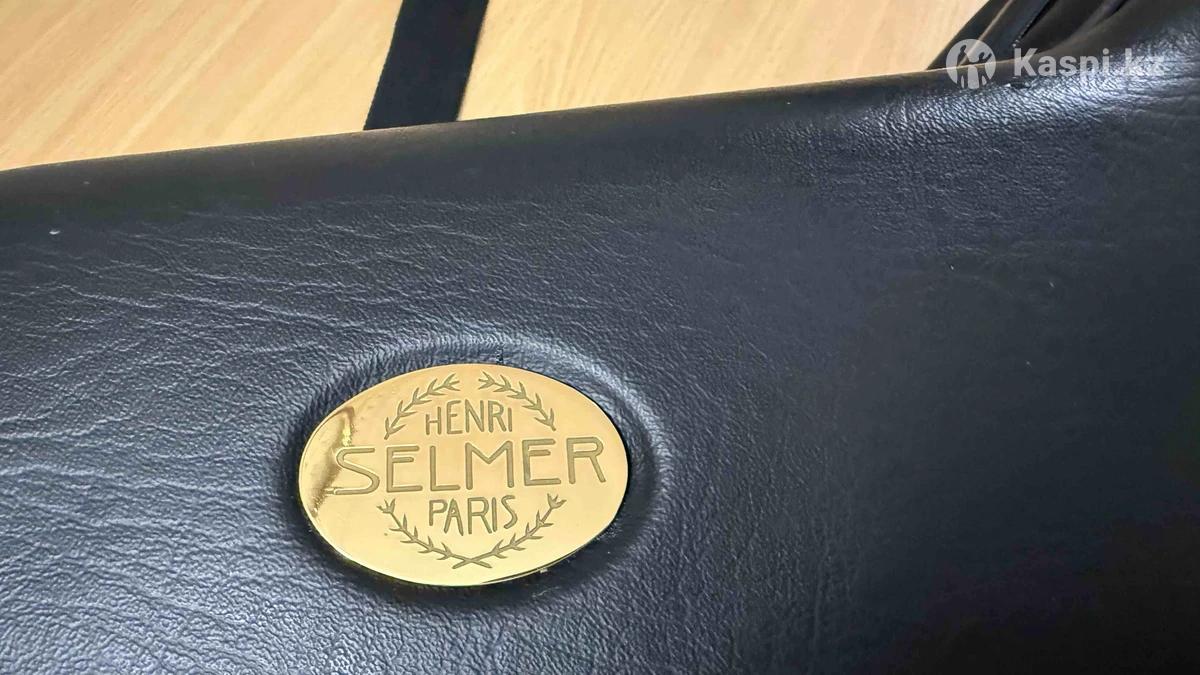 Kaspi.kz
HENRI
SELMER
PARIS